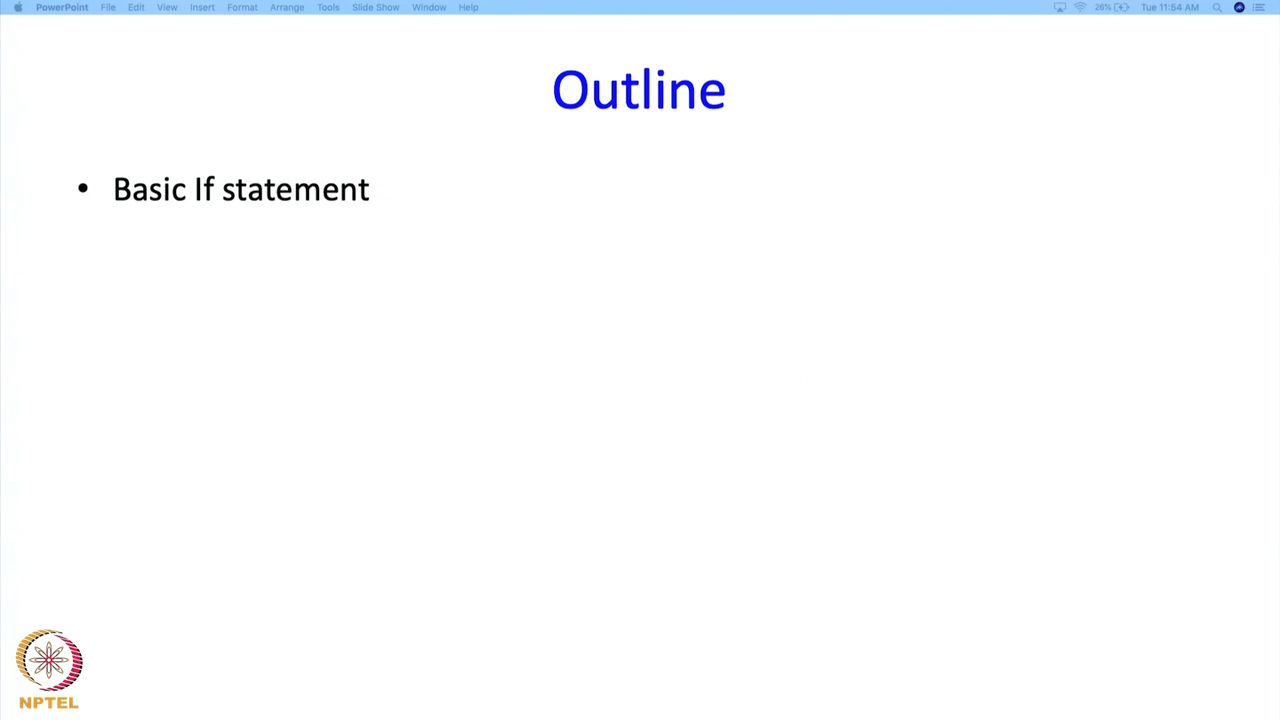 PowerPoint File Edit View Insert Format Arrange Tools Slide Show Window Help 26% Tue 11:54 AM
Outline
• Basic If statement
NPTEL